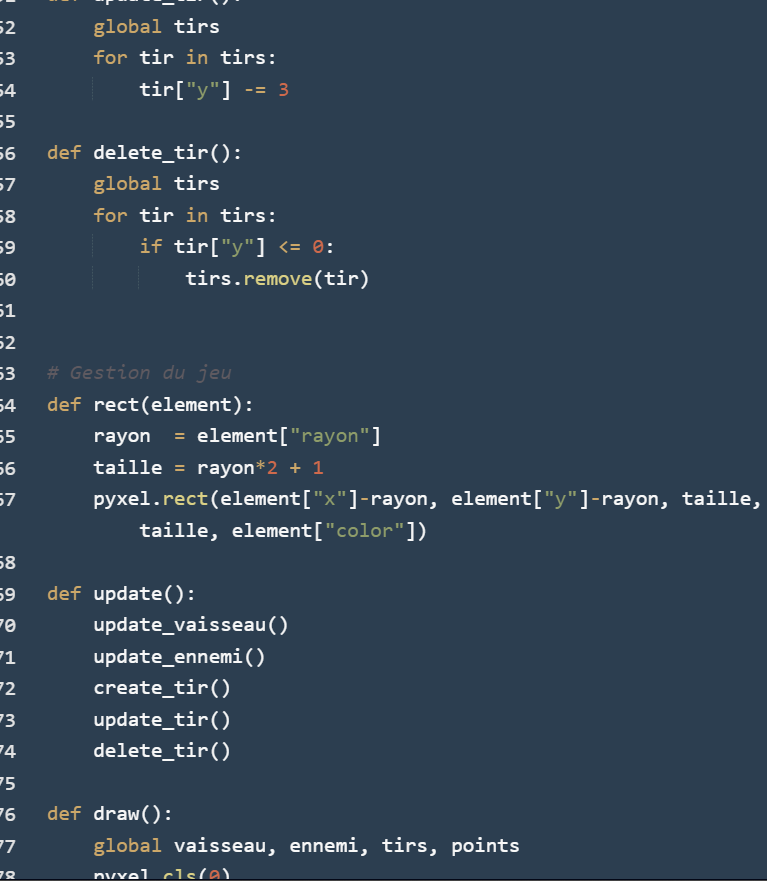 52 global tirs
53 for tir in tirs:
54 tir["y"] -= 3
55
56 def delete_tir():
57 global tirs
58 for tir in tirs:
59 if tir["y"] <= 0:
60 tirs.remove(tir)
61
62
63 # Gestion du jeu
64 def rect(element):
65 rayon  = element["rayon"]
66 taille = rayon*2 + 1
67 pyxel.rect(element["x"]-rayon, element["y"]-rayon, taille,
taille, element["color"])
68
69 def update():
70 update_vaisseau()
71 update_ennemi()
72 create_tir()
73 update_tir()
74 delete_tir()
75
76 def draw():
77 global vaisseau, ennemi, tirs, points
78 pyxel.cls(0)